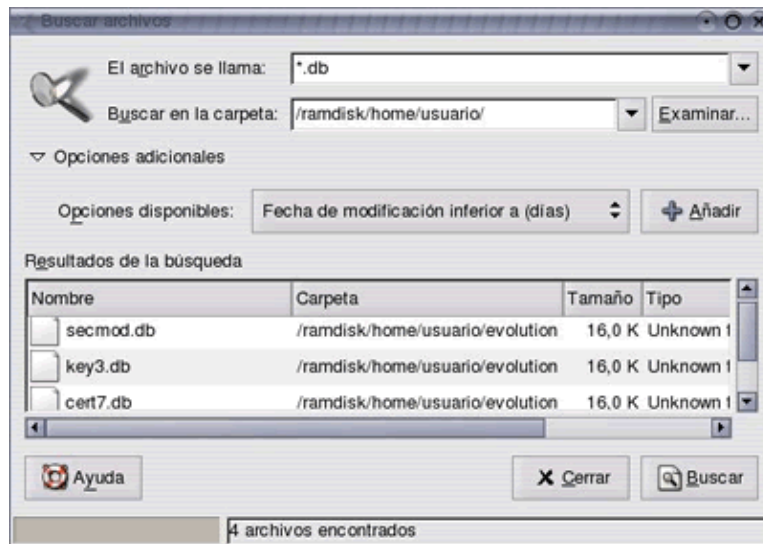 Buscar archivos
El archivo se llama: *.db
Buscar en la carpeta: /ramdisk/home/usuario/ Examinar...
Opciones adicionales
Opciones disponibles: Fecha de modificación inferior a (días) Añadir
Resultados de la búsqueda
Nombre Carpeta Tamaño Tipo
secmod.db /ramdisk/home/usuario/evolution 16,0 K Unknown
key3.db /ramdisk/home/usuario/evolution 16,0 K Unknown
cert7.db /ramdisk/home/usuario/evolution 16,0 K Unknown
Ayuda Cerrar Buscar
4 archivos encontrados